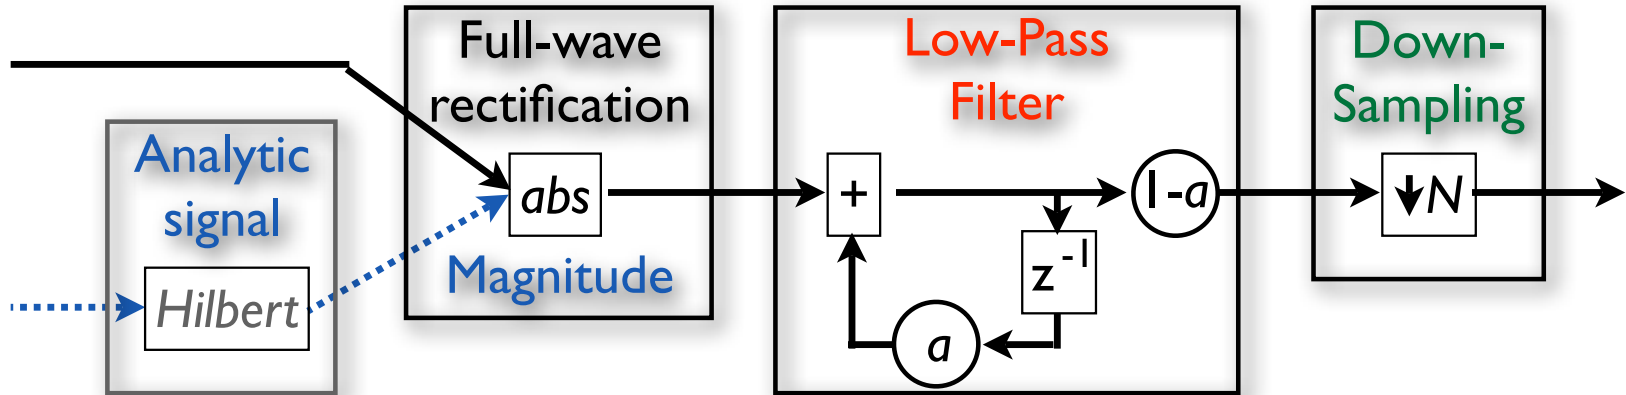 Full-wave
rectification
abs
Magnitude
Analytic
signal
Hilbert
Low-Pass
Filter
+
1-a
z^-1
a
Down-
Sampling
↓N